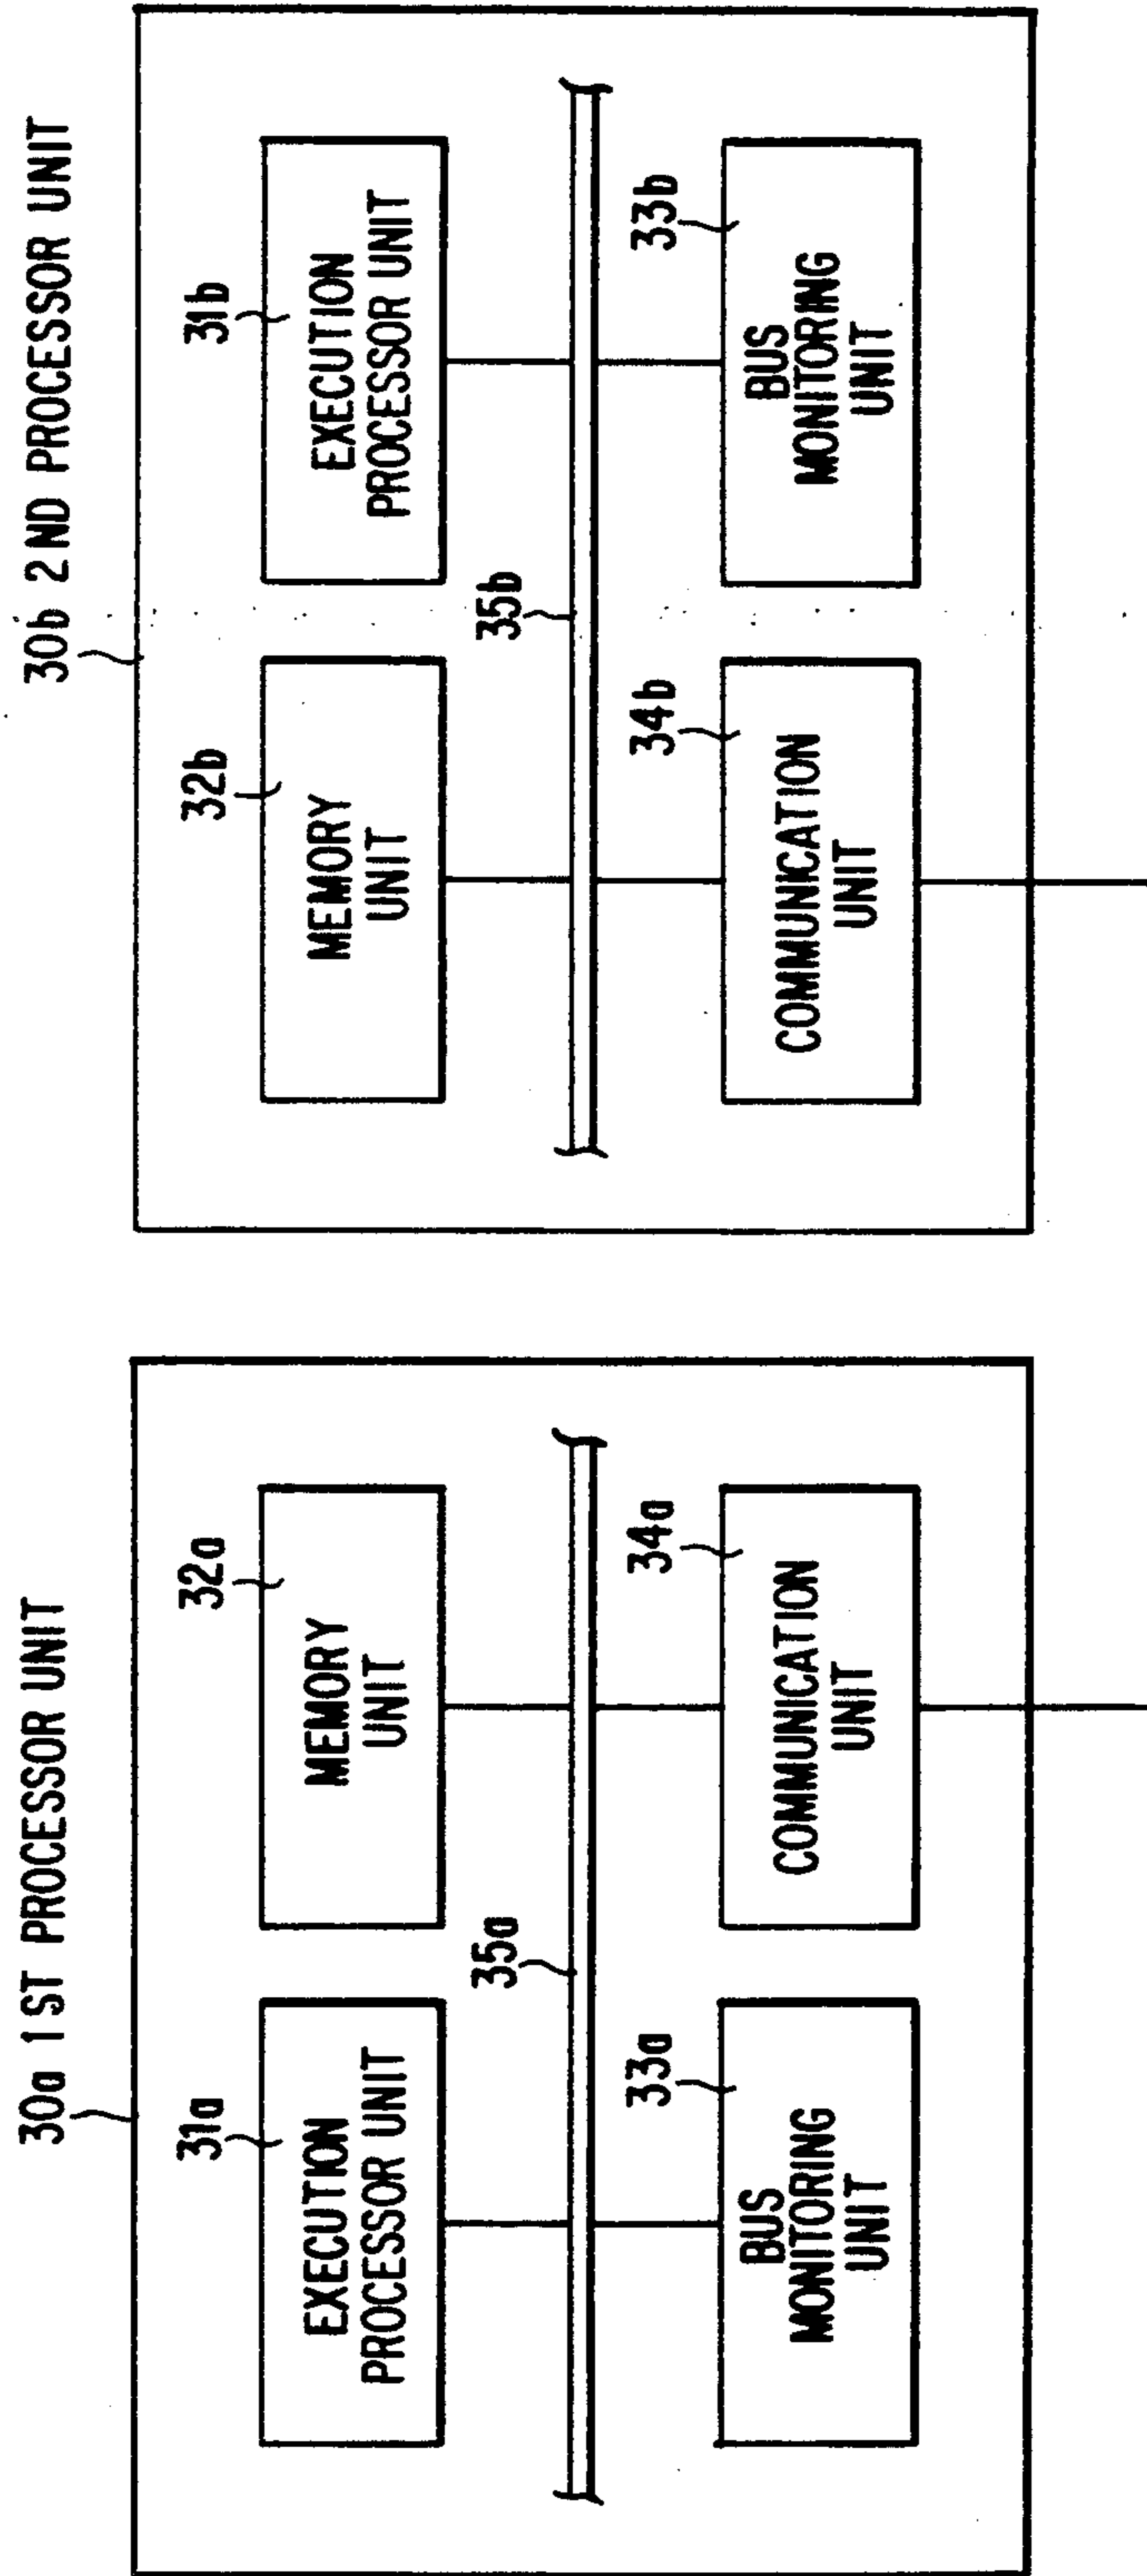 30a 1ST PROCESSOR UNIT
31a
EXECUTION
PROCESSOR UNIT
32a
MEMORY
UNIT
35a
33a
BUS
MONITORING
UNIT
34a
COMMUNICATION
UNIT
30b 2ND PROCESSOR UNIT
32b
MEMORY
UNIT
31b
EXECUTION
PROCESSOR UNIT
35b
34b
COMMUNICATION
UNIT
33b
BUS
MONITORING
UNIT